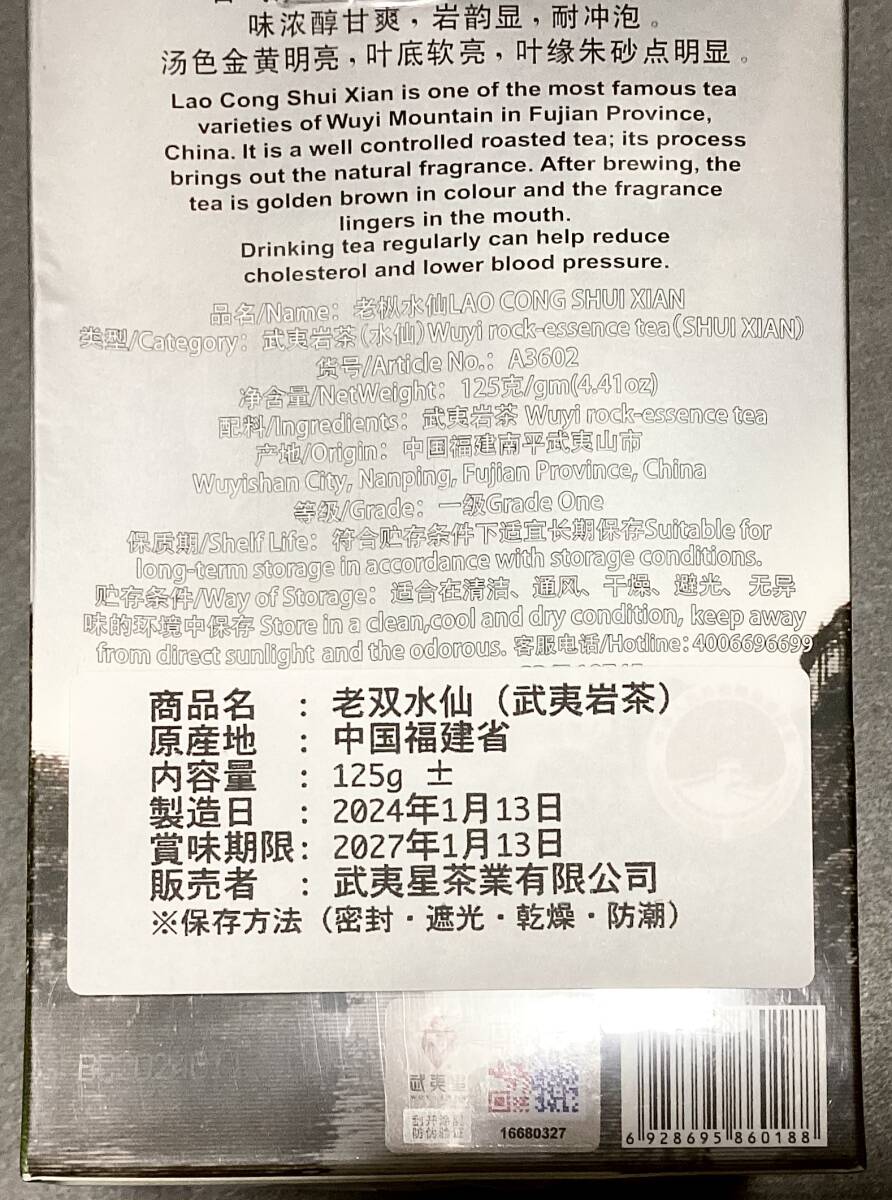 味浓醇甘爽，岩韵显，耐冲泡。
汤色金黄明亮，叶底软亮，叶缘朱砂点明显。
Lao Cong Shui Xian is one of the most famous tea
varieties of Wuyi Mountain in Fujian Province,
China. It is a well controlled roasted tea; its process
brings out the natural fragrance. After brewing, the
tea is golden brown in colour and the fragrance
lingers in the mouth.
Drinking tea regularly can help reduce
cholesterol and lower blood pressure.
品名/Name：老枞水仙LAO CONG SHUI XIAN
类型/Category：武夷岩茶（水仙）Wuyi rock-essence tea（SHUI XIAN）
货号/Article No.：A3602
净含量/NetWeight：125克/gm(4.41oz)
配料/Ingredients：武夷岩茶 Wuyi rock-essence tea
产地/Origin：中国福建南平武夷山市
Wuyishan City, Nanping, Fujian Province, China
等级/Grade：一级Grade One
保质期/Shelf Life：符合贮存条件下适宜长期保存Suitable for
long-term storage in accordance with storage conditions.
贮存条件/Way of Storage：适合在清洁、通风、干燥、避光、无异
味的环境中保存 Store in a clean,cool and dry condition, keep away
from direct sunlight and the odorous. 客服电话/Hotline：4006696699
商品名 : 老双水仙（武夷岩茶）
原産地 : 中国福建省
内容量 : 125g ±
製造日 : 2024年1月13日
賞味期限: 2027年1月13日
販売者 : 武夷星茶業有限公司
※保存方法（密封・遮光・乾燥・防潮）
武夷星
刮开涂层
防伪验证
16680327
6 928695 860188